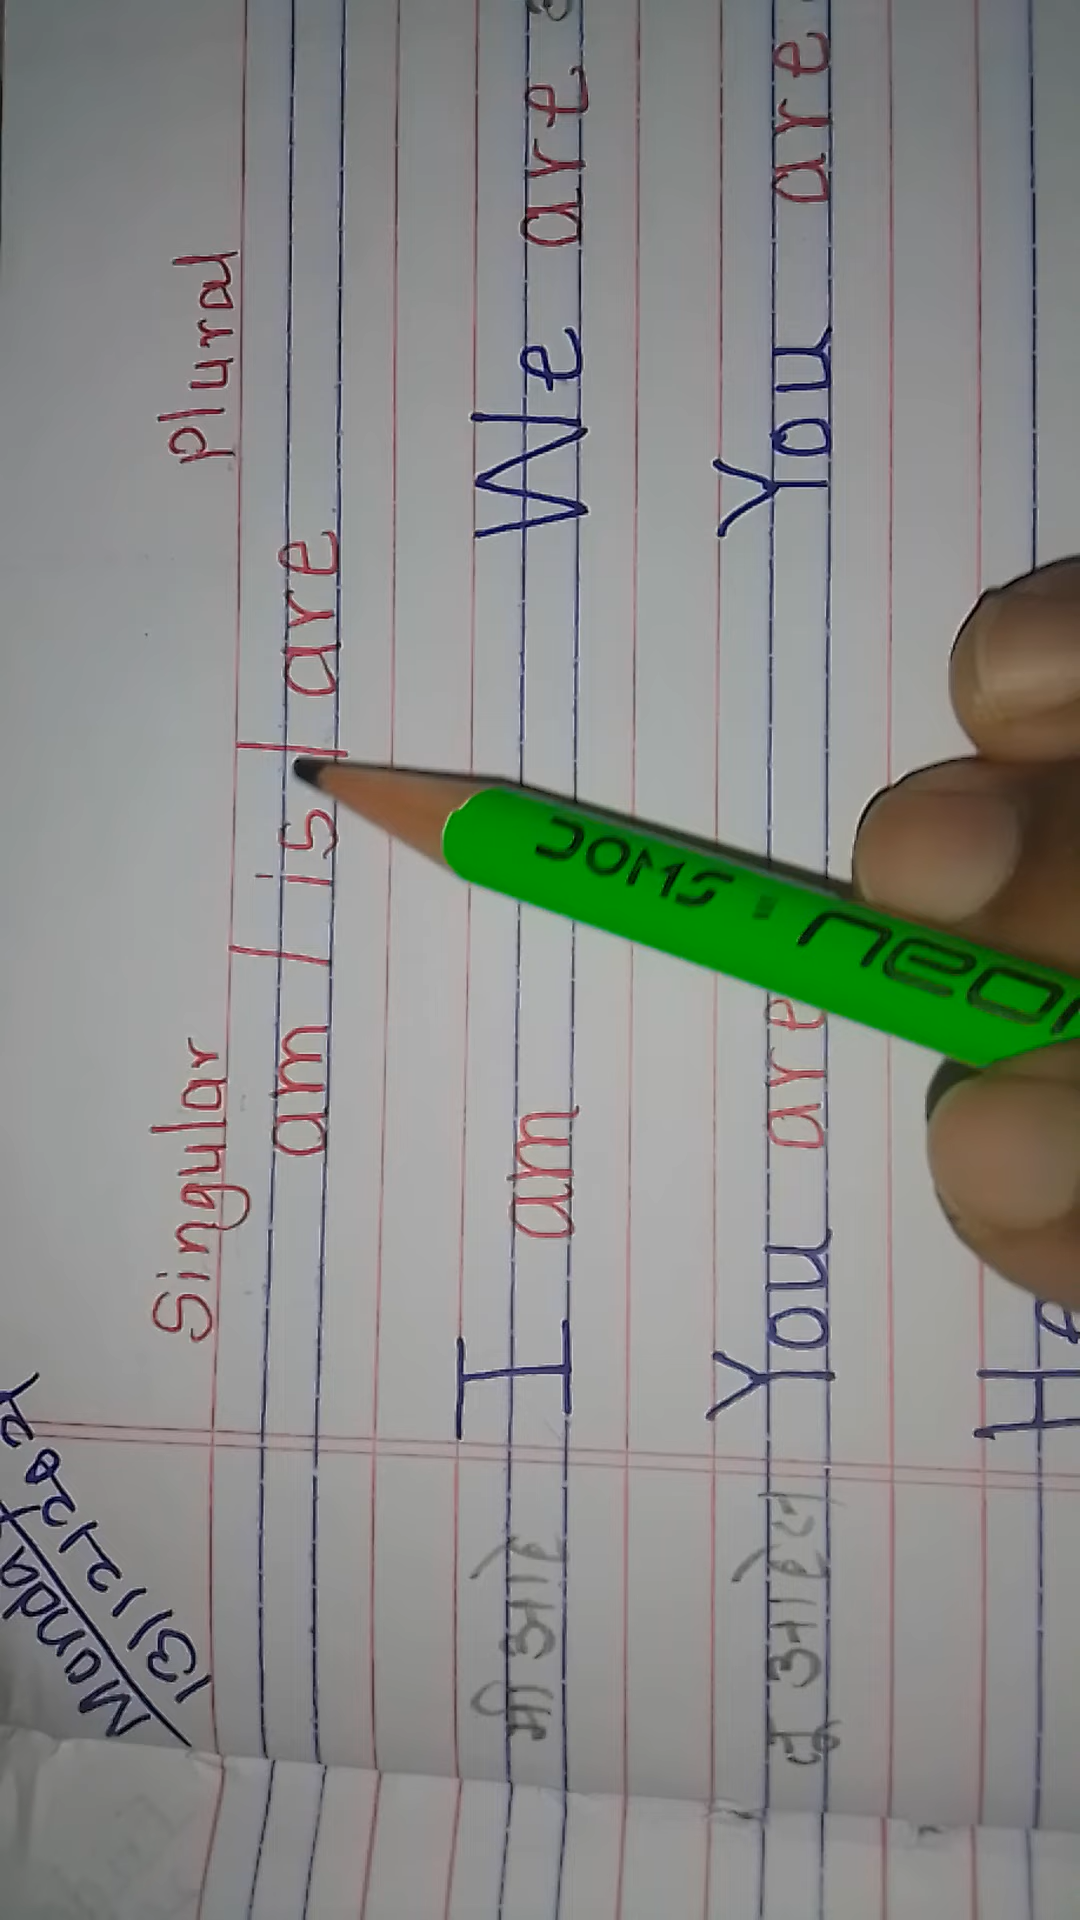 Monday
13/12/2021
Singular plural
am / is / are
मी आहे I am We are
तू आहेस You are You are
He
DOMS NEON